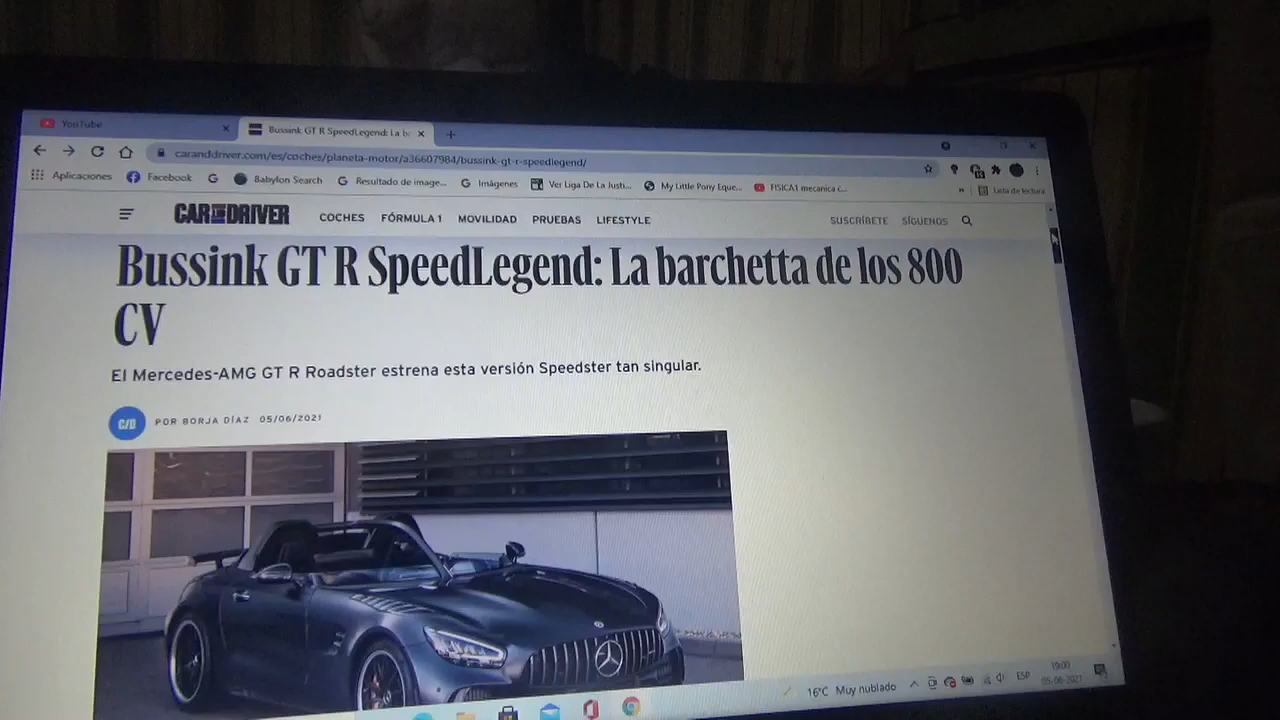 YouTube
Bussink GT R SpeedLegend: La ba
caranddriver.com/es/coches/planeta-motor/a36607984/bussink-gt-r-speedlegend/
Aplicaciones Facebook Babylon Search Resultado de image... Imágenes Ver Liga De La Justi... My Little Pony Eque... FISICA1 mecanica c... » Lista de lectura
CAR AND DRIVER COCHES FÓRMULA 1 MOVILIDAD PRUEBAS LIFESTYLE SUSCRÍBETE SÍGUENOS
Bussink GT R SpeedLegend: La barchetta de los 800
CV
El Mercedes-AMG GT R Roadster estrena esta versión Speedster tan singular.
C/D POR BORJA DÍAZ 05/06/2021
16°C Muy nublado ESP 19:00
05-06-2021